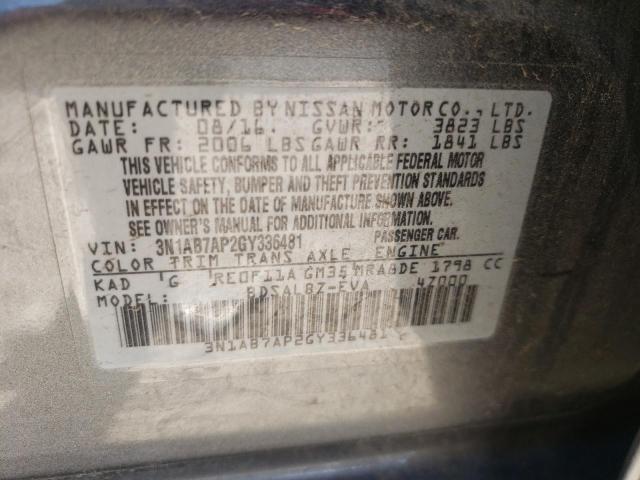 MANUFACTURED BY NISSAN MOTOR CO., LTD.
DATE: 08/16. GVWR: 3823 LBS
GAWR FR: 2006 LBS GAWR RR: 1841 LBS
THIS VEHICLE CONFORMS TO ALL APPLICABLE FEDERAL MOTOR
VEHICLE SAFETY, BUMPER AND THEFT PREVENTION STANDARDS
IN EFFECT ON THE DATE OF MANUFACTURE SHOWN ABOVE.
SEE OWNER'S MANUAL FOR ADDITIONAL INFORMATION.
VIN: 3N1AB7AP2GY336481 PASSENGER CAR.
COLOR TRIM TRANS AXLE ENGINE
KAD G RE0F11A GM35 MRA8DE 1798 CC
MODEL: BDSALBZ-EVA 4Z000
3N1AB7AP2GY336481